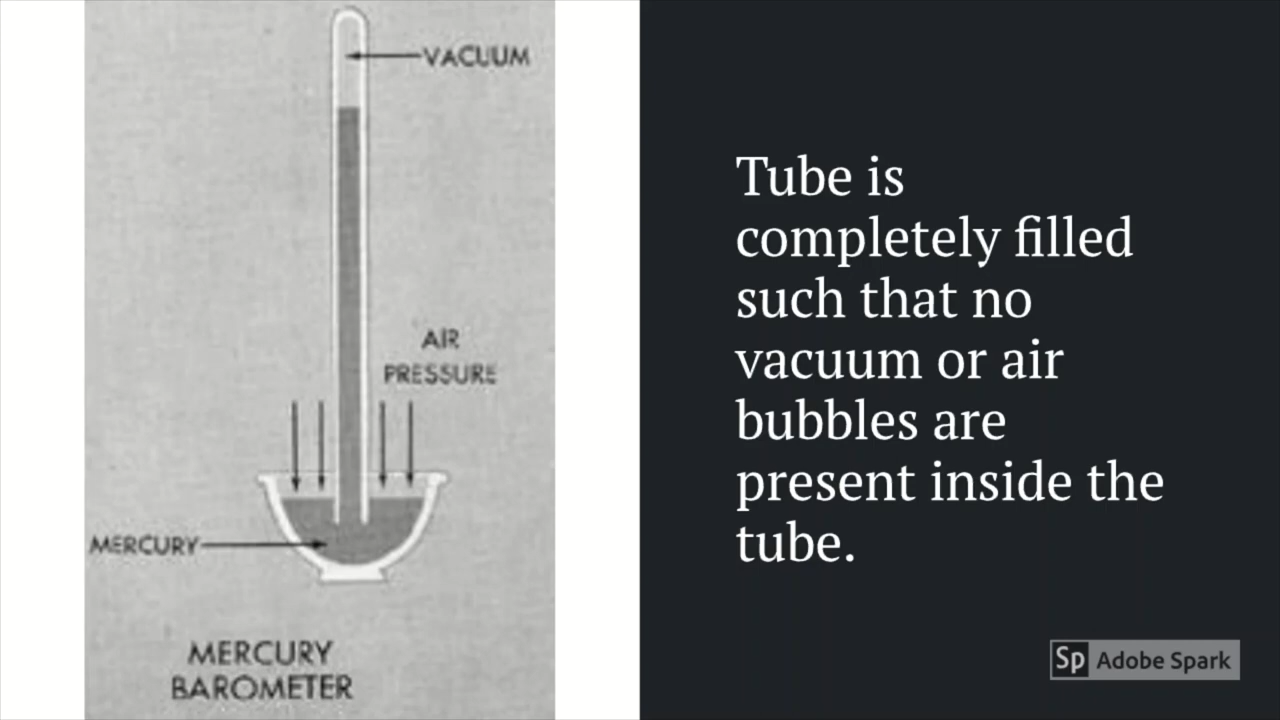 VACUUM
AIR
PRESSURE
MERCURY
MERCURY
BAROMETER
Tube is
completely filled
such that no
vacuum or air
bubbles are
present inside the
tube.
Sp Adobe Spark